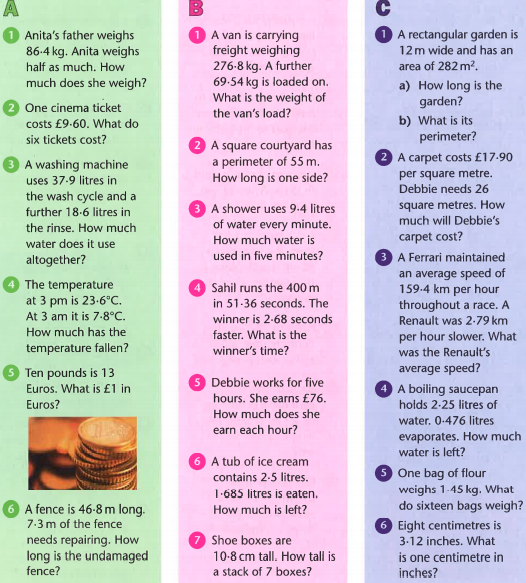 A
1 Anita's father weighs
86·4 kg. Anita weighs
half as much. How
much does she weigh?
2 One cinema ticket
costs £9·60. What do
six tickets cost?
3 A washing machine
uses 37·9 litres in
the wash cycle and a
further 18·6 litres in
the rinse. How much
water does it use
altogether?
4 The temperature
at 3 pm is 23·6°C.
At 3 am it is 7·8°C.
How much has the
temperature fallen?
5 Ten pounds is 13
Euros. What is £1 in
Euros?
6 A fence is 46·8 m long.
7·3 m of the fence
needs repairing. How
long is the undamaged
fence?
B
1 A van is carrying
freight weighing
276·8 kg. A further
69·54 kg is loaded on.
What is the weight of
the van's load?
2 A square courtyard has
a perimeter of 55 m.
How long is one side?
3 A shower uses 9·4 litres
of water every minute.
How much water is
used in five minutes?
4 Sahil runs the 400 m
in 51·36 seconds. The
winner is 2·68 seconds
faster. What is the
winner's time?
5 Debbie works for five
hours. She earns £76.
How much does she
earn each hour?
6 A tub of ice cream
contains 2·5 litres.
1·685 litres is eaten.
How much is left?
7 Shoe boxes are
10·8 cm tall. How tall is
a stack of 7 boxes?
C
1 A rectangular garden is
12 m wide and has an
area of 282 m².
a) How long is the
garden?
b) What is its
perimeter?
2 A carpet costs £17·90
per square metre.
Debbie needs 26
square metres. How
much will Debbie's
carpet cost?
3 A Ferrari maintained
an average speed of
159·4 km per hour
throughout a race. A
Renault was 2·79 km
per hour slower. What
was the Renault's
average speed?
4 A boiling saucepan
holds 2·25 litres of
water. 0·476 litres
evaporates. How much
water is left?
5 One bag of flour
weighs 1·45 kg. What
do sixteen bags weigh?
6 Eight centimetres is
3·12 inches. What
is one centimetre in
inches?